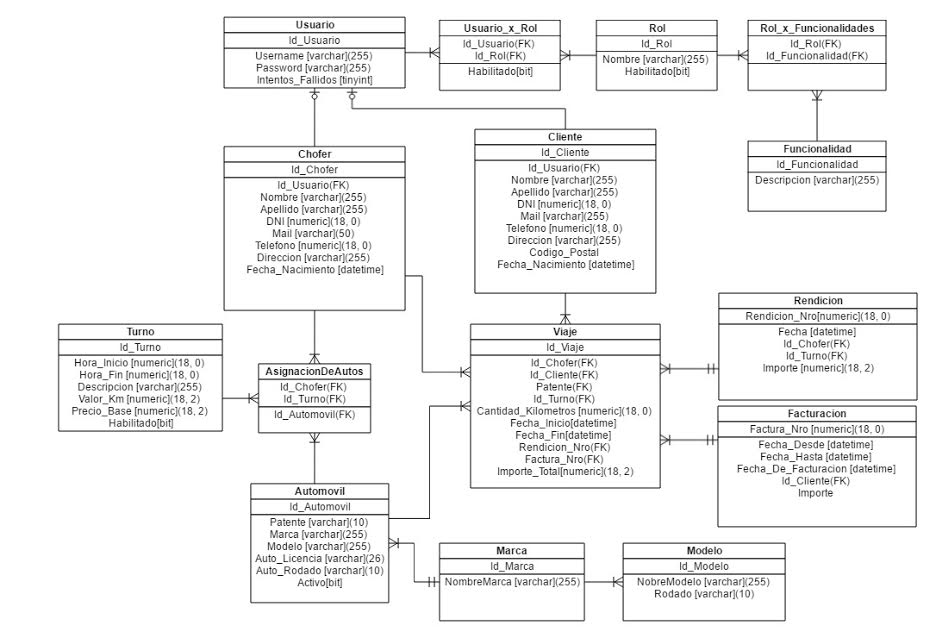 Usuario
Id_Usuario
Username [varchar](255)
Password [varchar](255)
Intentos_Fallidos [tinyint]
Usuario_x_Rol
Id_Usuario(FK)
Id_Rol(FK)
Habilitado[bit]
Rol
Id_Rol
Nombre [varchar](255)
Habilitado[bit]
Rol_x_Funcionalidades
Id_Rol(FK)
Id_Funcionalidad(FK)
Funcionalidad
Id_Funcionalidad
Descripcion [varchar](255)
Chofer
Id_Chofer
Id_Usuario(FK)
Nombre [varchar](255)
Apellido [varchar](255)
DNI [numeric](18, 0)
Mail [varchar](50)
Telefono [numeric](18, 0)
Direccion [varchar](255)
Fecha_Nacimiento [datetime]
Cliente
Id_Cliente
Id_Usuario(FK)
Nombre [varchar](255)
Apellido [varchar](255)
DNI [numeric](18, 0)
Mail [varchar](255)
Telefono [numeric](18, 0)
Direccion [varchar](255)
Codigo_Postal
Fecha_Nacimiento [datetime]
Turno
Id_Turno
Hora_Inicio [numeric](18, 0)
Hora_Fin [numeric](18, 0)
Descripcion [varchar](255)
Valor_Km [numeric](18, 2)
Precio_Base [numeric](18, 2)
Habilitado[bit]
AsignacionDeAutos
Id_Chofer(FK)
Id_Turno(FK)
Id_Automovil(FK)
Viaje
Id_Viaje
Id_Chofer(FK)
Id_Cliente(FK)
Patente(FK)
Id_Turno(FK)
Cantidad_Kilometros [numeric](18, 0)
Fecha_Inicio[datetime]
Fecha_Fin[datetime]
Rendicion_Nro(FK)
Factura_Nro(FK)
Importe_Total[numeric](18, 2)
Rendicion
Rendicion_Nro[numeric](18, 0)
Fecha [datetime]
Id_Chofer(FK)
Id_Turno(FK)
Importe [numeric](18, 2)
Facturacion
Factura_Nro [numeric](18, 0)
Fecha_Desde [datetime]
Fecha_Hasta [datetime]
Fecha_De_Facturacion [datetime]
Id_Cliente(FK)
Importe
Automovil
Id_Automovil
Patente [varchar](10)
Marca [varchar](255)
Modelo [varchar](255)
Auto_Licencia [varchar](26)
Auto_Rodado [varchar](10)
Activo[bit]
Marca
Id_Marca
NombreMarca [varchar](255)
Modelo
Id_Modelo
NobreModelo [varchar](255)
Rodado [varchar](10)